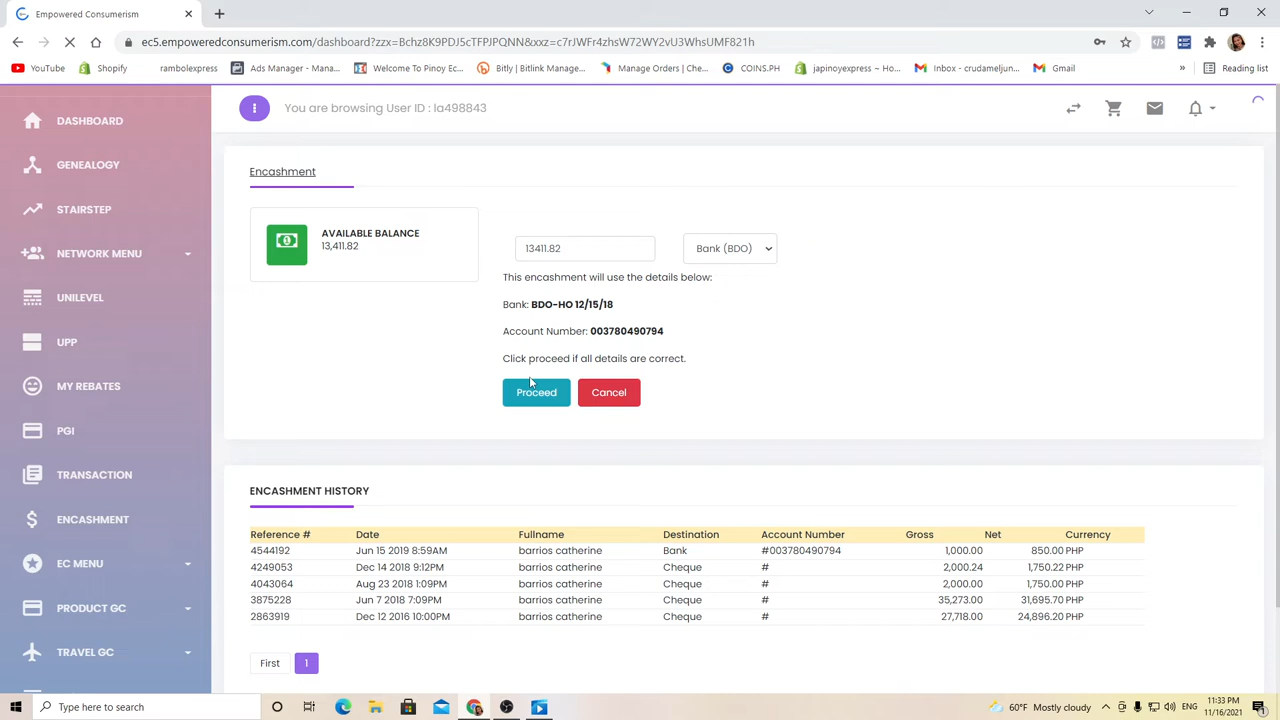 Empowered Consumerism
ec5.empoweredconsumerism.com/dashboard?zzx=Bchz8K9PDJ5cTFPJPQNN&xxz=c7rJWFr4zhsW72WY2vU3WhsUMF821h
YouTube Shopify rambolexpress Ads Manager - Mana... Welcome To Pinoy Ec... Bitly | Bitlink Manage... Manage Orders | Che... COINS.PH japinoyexpress ~ Ho... Inbox - crudameljun... Gmail » Reading list
You are browsing User ID : Ia498843
DASHBOARD
GENEALOGY
STAIRSTEP
NETWORK MENU
UNILEVEL
UPP
MY REBATES
PGI
TRANSACTION
ENCASHMENT
EC MENU
PRODUCT GC
TRAVEL GC
Encashment
AVAILABLE BALANCE
13,411.82
13411.82 Bank (BDO)
This encashment will use the details below:
Bank: BDO-HO 12/15/18
Account Number: 003780490794
Click proceed if all details are correct.
Proceed Cancel
ENCASHMENT HISTORY
Reference # Date Fullname Destination Account Number Gross Net Currency
4544192 Jun 15 2019 8:59AM barrios catherine Bank #003780490794 1,000.00 850.00 PHP
4249053 Dec 14 2018 9:12PM barrios catherine Cheque # 2,000.24 1,750.22 PHP
4043064 Aug 23 2018 1:09PM barrios catherine Cheque # 2,000.00 1,750.00 PHP
3875228 Jun 7 2018 7:09PM barrios catherine Cheque # 35,273.00 31,695.70 PHP
2863919 Dec 12 2016 10:00PM barrios catherine Cheque # 27,718.00 24,896.20 PHP
First 1
Type here to search
60°F Mostly cloudy ENG 11:33 PM
11/16/2021